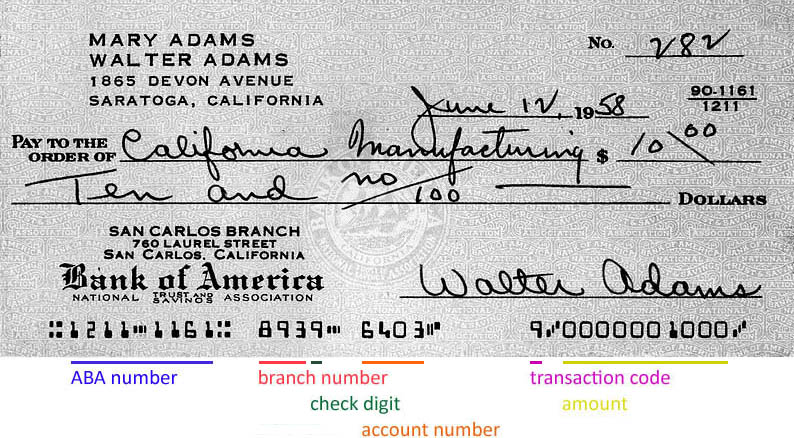 MARY ADAMS
WALTER ADAMS
1865 DEVON AVENUE
SARATOGA, CALIFORNIA
No. 282
June 12, 1958
90-1161
1211
PAY TO THE
ORDER OF California Manufacturing $ 10 00
Ten and no/100 DOLLARS
SAN CARLOS BRANCH
760 LAUREL STREET
SAN CARLOS, CALIFORNIA
Bank of America
NATIONAL TRUST AND SAVINGS ASSOCIATION
Walter Adams
⑆1211⑉1161⑆ 8939⑉ 6403⑈ 9⑇0000001000⑇
ABA number branch number transaction code
check digit amount
account number